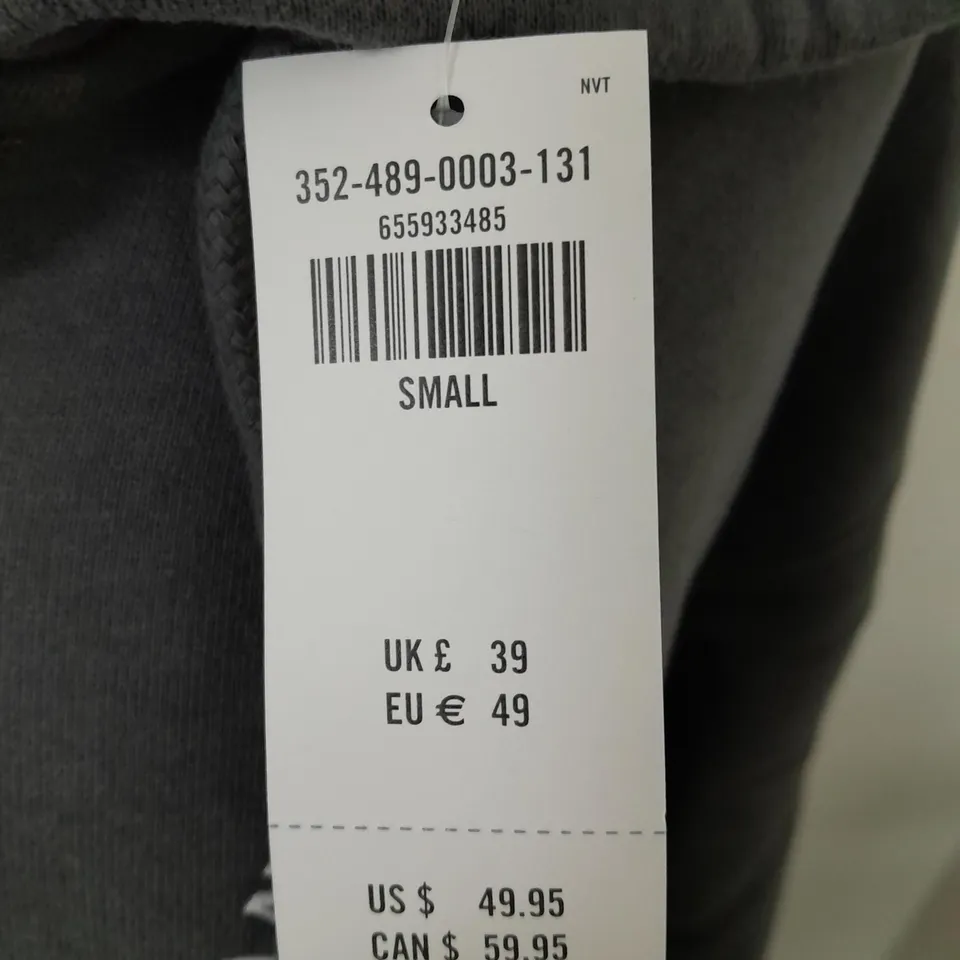 NVT
352-489-0003-131
655933485
SMALL
UK £ 39
EU € 49
US $ 49.95
CAN $ 59.95